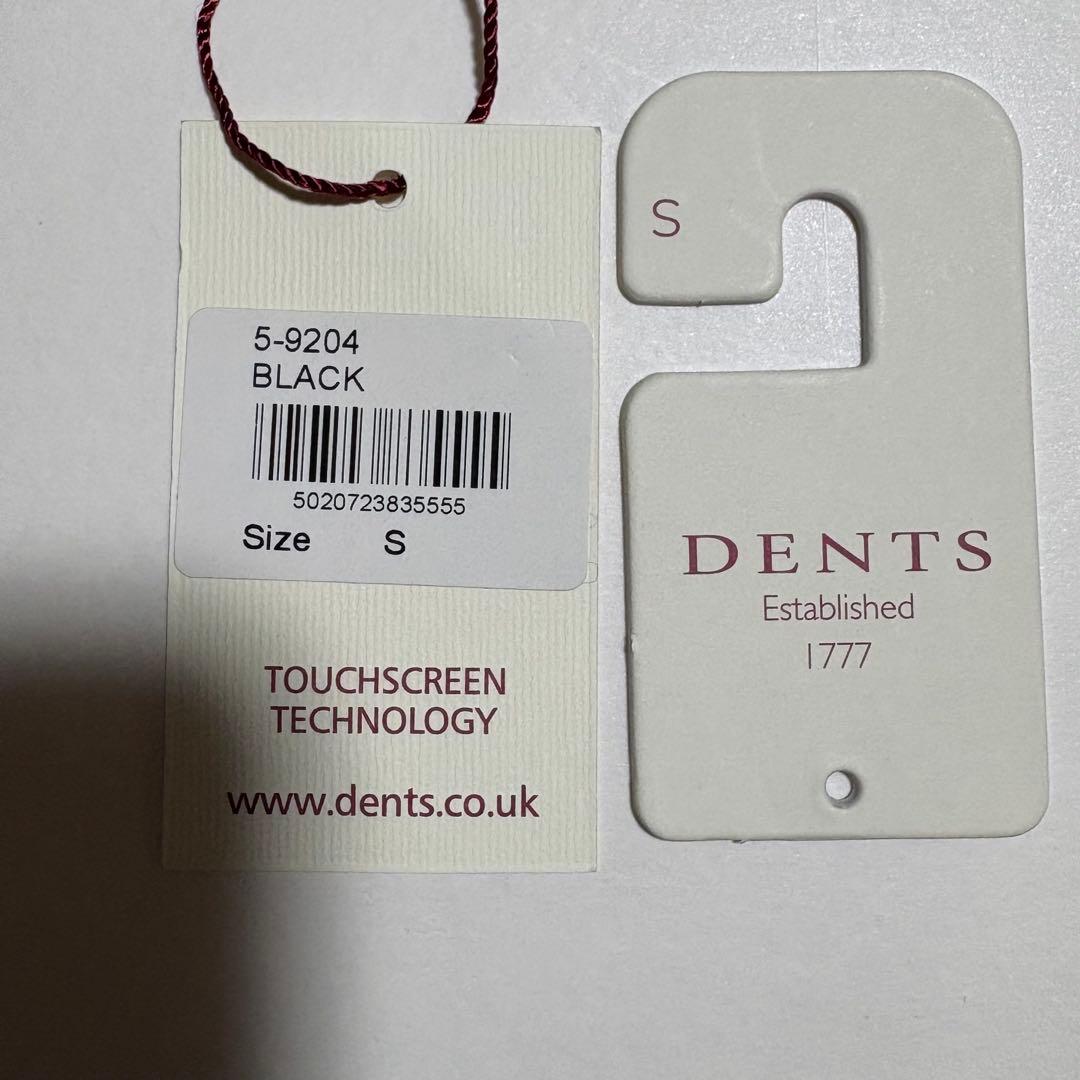 5-9204
BLACK
5020723835555
Size S
TOUCHSCREEN
TECHNOLOGY
www.dents.co.uk
S
DENTS
Established
1777